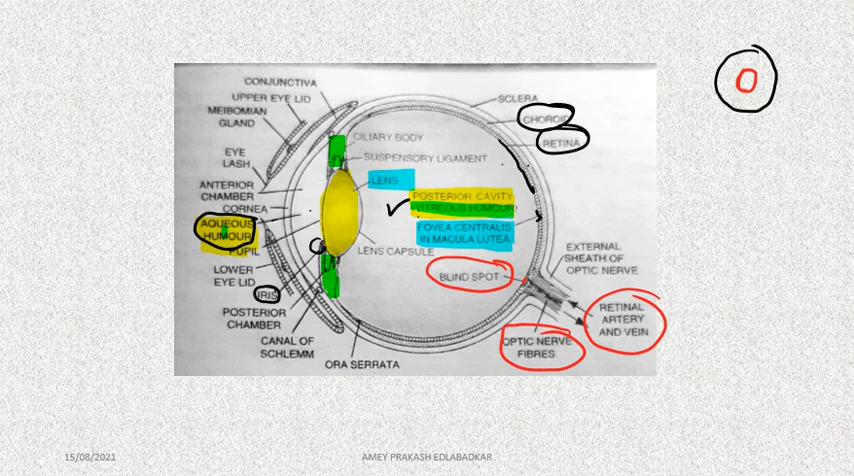 CONJUNCTIVA
UPPER EYE LID
MEIBOMIAN
GLAND
EYE
LASH
ANTERIOR
CHAMBER
CORNEA
AQUEOUS
HUMOUR
PUPIL
LOWER
EYE LID
IRIS
POSTERIOR
CHAMBER
CANAL OF
SCHLEMM
ORA SERRATA
CILIARY BODY
SUSPENSORY LIGAMENT
LENS
POSTERIOR CAVITY
VITREOUS HUMOUR
FOVEA CENTRALIS
IN MACULA LUTEA
LENS CAPSULE
BLIND SPOT
SCLERA
CHOROID
RETINA
EXTERNAL
SHEATH OF
OPTIC NERVE
RETINAL
ARTERY
AND VEIN
OPTIC NERVE
FIBRES
15/08/2021
AMEY PRAKASH EDLABADKAR